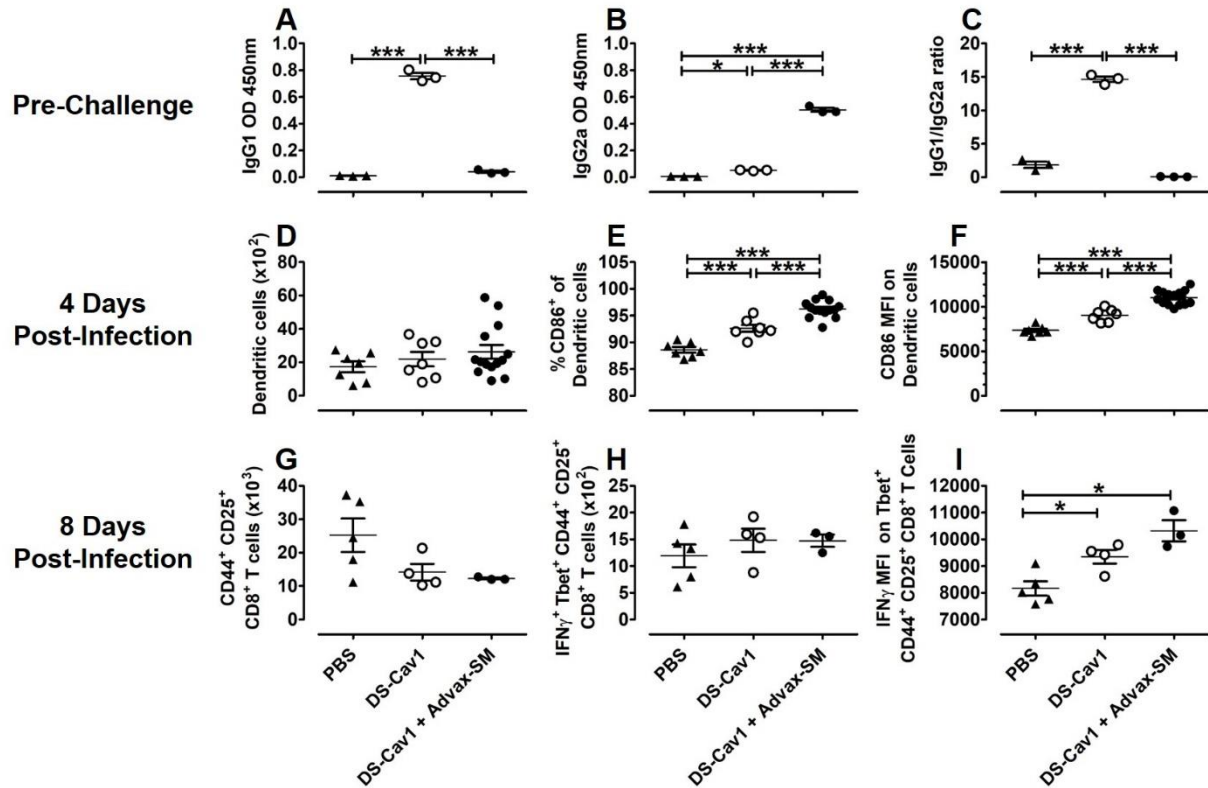 Pre-Challenge
A
IgG1 OD 450nm
1.0
0.8
0.6
0.4
0.2
0.0
***
***
B
IgG2a OD 450nm
1.0
0.8
0.6
0.4
0.2
0.0
***
*
***
C
IgG1/IgG2a ratio
20
15
10
5
0
***
***
4 Days
Post-Infection
D
Dendritic cells (x10²)
80
60
40
20
0
E
% CD86⁺ of
Dendritic cells
105
100
95
90
85
80
***
***
***
F
CD86 MFI on
Dendritic cells
15000
10000
5000
0
***
***
***
8 Days
Post-Infection
G
CD44⁺ CD25⁺
CD8⁺ T cells (x10³)
40
30
20
10
0
H
IFNγ⁺ Tbet⁺ CD44⁺ CD25⁺
CD8⁺ T cells (x10²)
25
20
15
10
5
0
I
IFNγ MFI on Tbet⁺
CD44⁺ CD25⁺ CD8⁺ T Cells
12000
11000
10000
9000
8000
7000
*
*
PBS
DS-Cav1
DS-Cav1 + Advax-SM
PBS
DS-Cav1
DS-Cav1 + Advax-SM
PBS
DS-Cav1
DS-Cav1 + Advax-SM